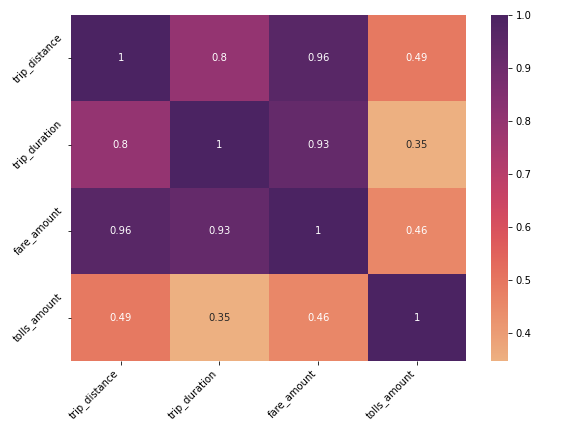 trip_distance 1 0.8 0.96 0.49
trip_duration 0.8 1 0.93 0.35
fare_amount 0.96 0.93 1 0.46
tolls_amount 0.49 0.35 0.46 1
trip_distance trip_duration fare_amount tolls_amount
1.0
0.9
0.8
0.7
0.6
0.5
0.4